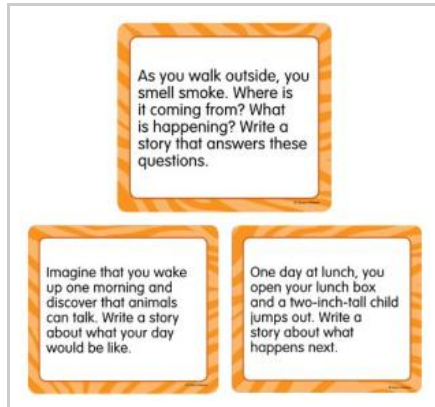 As you walk outside, you
smell smoke. Where is
it coming from? What
is happening? Write a
story that answers these
questions.
Imagine that you wake
up one morning and
discover that animals
can talk. Write a story
about what your day
would be like.
One day at lunch, you
open your lunch box
and a two-inch-tall child
jumps out. Write a
story about what
happens next.